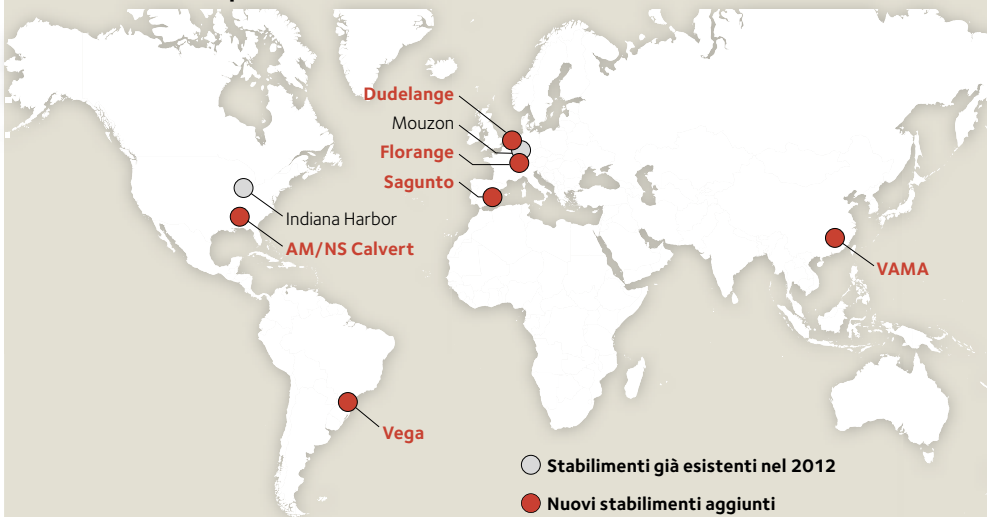 Dudelange
Mouzon
Florange
Sagunto
Indiana Harbor
AM/NS Calvert
VAMA
Vega
Stabilimenti già esistenti nel 2012
Nuovi stabilimenti aggiunti